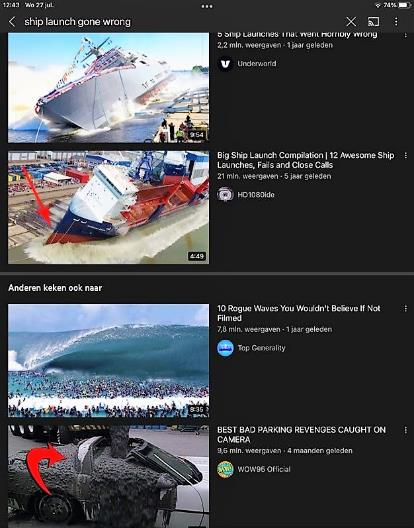 12:43 Wo 27 jul.
74%
ship launch gone wrong
5 Ship Launches That Went Horribly Wrong
2,2 mln. weergaven · 1 jaar geleden
Underworld
9:54
Big Ship Launch Compilation | 12 Awesome Ship
Launches, Fails and Close Calls
21 mln. weergaven · 5 jaar geleden
HD1080ide
4:49
Anderen keken ook naar
10 Rogue Waves You Wouldn't Believe If Not
Filmed
7,8 mln. weergaven · 1 jaar geleden
Top Generality
8:35
BEST BAD PARKING REVENGES CAUGHT ON
CAMERA
9,6 mln. weergaven · 4 maanden geleden
WOW95 Official